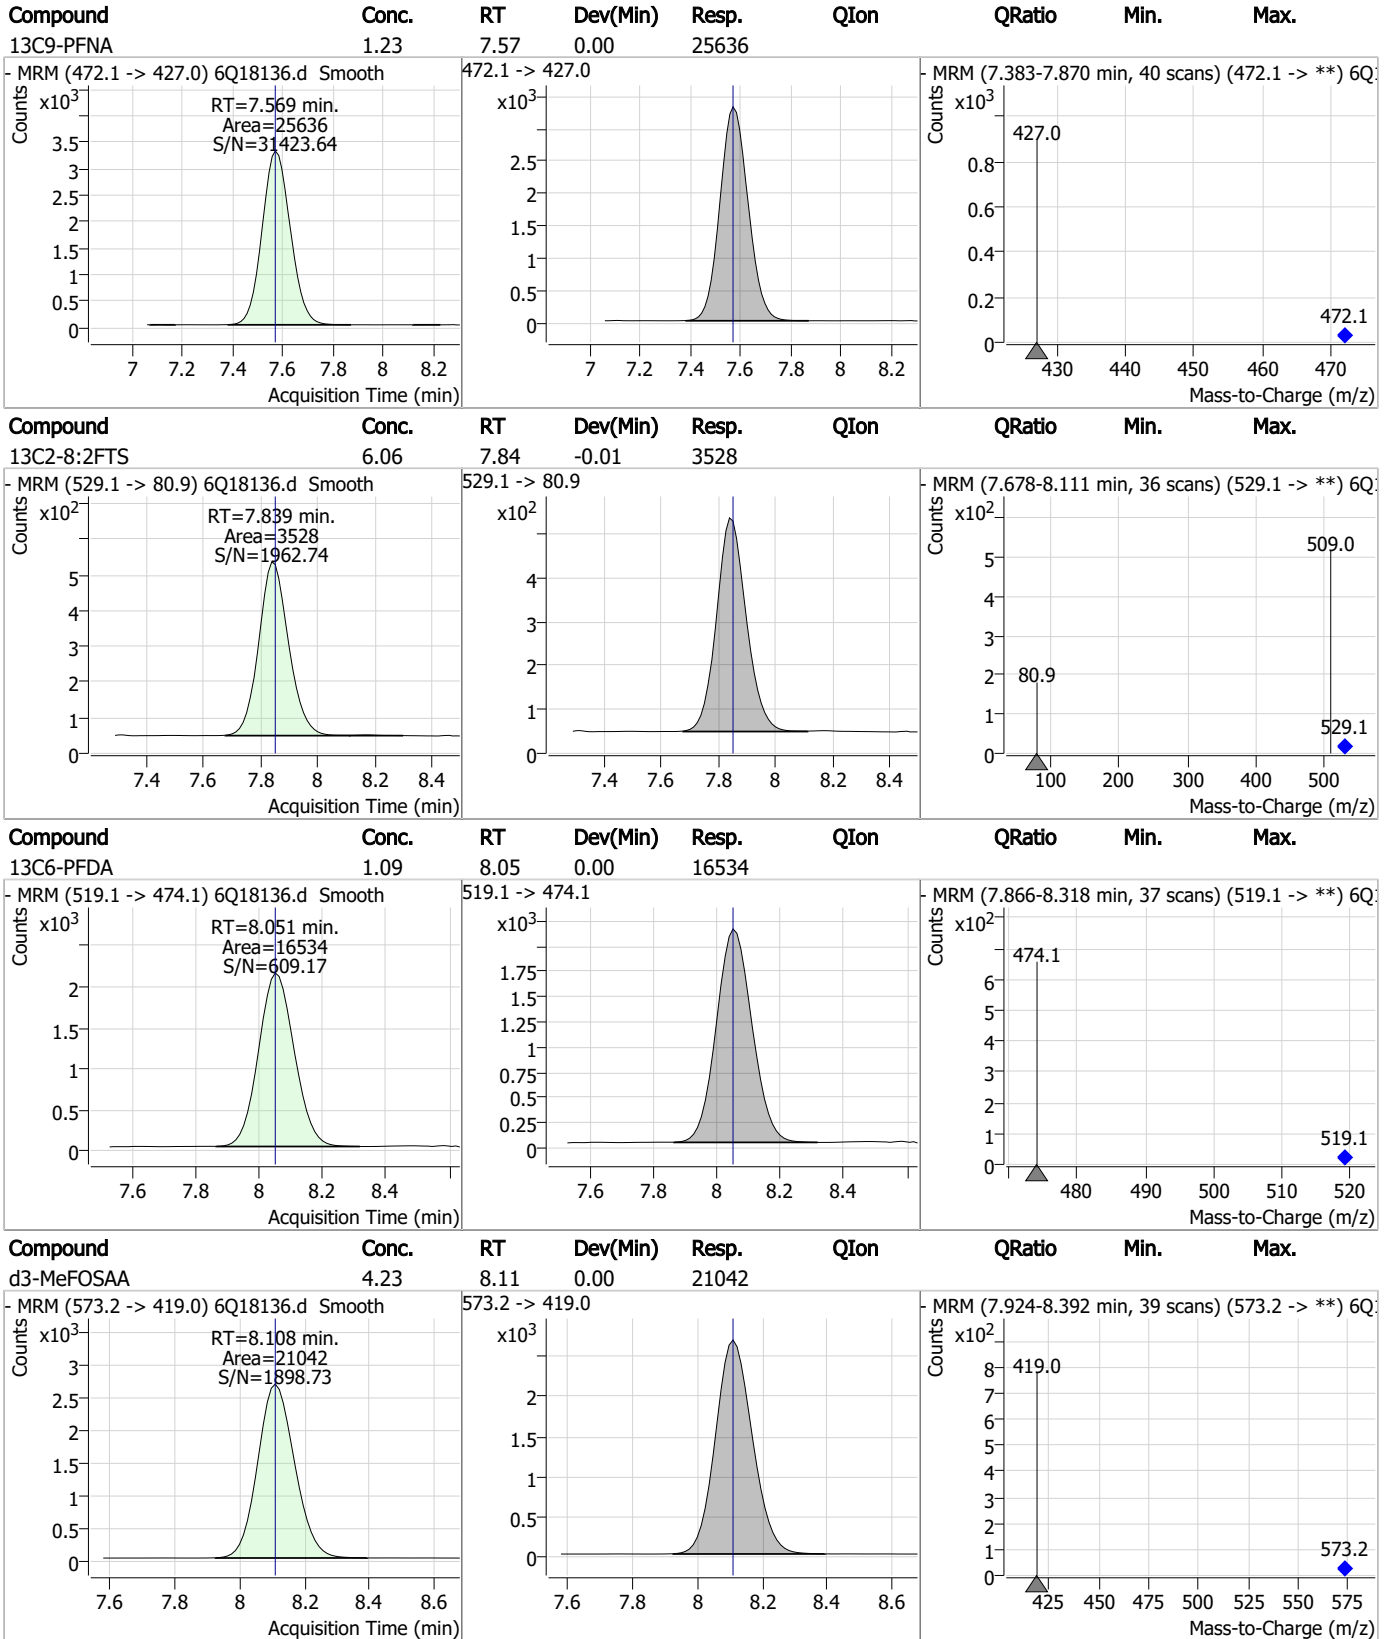 Compound Conc. RT Dev(Min) Resp. QIon QRatio Min. Max.
13C9-PFNA 1.23 7.57 0.00 25636
- MRM (472.1 -> 427.0) 6Q18136.d Smooth
Counts
x10³
RT=7.569 min.
Area=25636
S/N=31423.64
3.5
3
2.5
2
1.5
1
0.5
0
7 7.2 7.4 7.6 7.8 8 8.2
Acquisition Time (min)
472.1 -> 427.0
x10³
2.5
2
1.5
1
0.5
0
7 7.2 7.4 7.6 7.8 8 8.2
- MRM (7.383-7.870 min, 40 scans) (472.1 -> **) 6Q
Counts
x10³
427.0
0.8
0.6
0.4
0.2
0
472.1
430 440 450 460 470
Mass-to-Charge (m/z)
Compound Conc. RT Dev(Min) Resp. QIon QRatio Min. Max.
13C2-8:2FTS 6.06 7.84 -0.01 3528
- MRM (529.1 -> 80.9) 6Q18136.d Smooth
Counts
x10²
RT=7.839 min.
Area=3528
S/N=1962.74
5
4
3
2
1
0
7.4 7.6 7.8 8 8.2 8.4
Acquisition Time (min)
529.1 -> 80.9
x10²
4
3
2
1
0
7.4 7.6 7.8 8 8.2 8.4
- MRM (7.678-8.111 min, 36 scans) (529.1 -> **) 6Q
Counts
x10²
509.0
5
4
3
2
1
0
80.9
529.1
100 200 300 400 500
Mass-to-Charge (m/z)
Compound Conc. RT Dev(Min) Resp. QIon QRatio Min. Max.
13C6-PFDA 1.09 8.05 0.00 16534
- MRM (519.1 -> 474.1) 6Q18136.d Smooth
Counts
x10³
RT=8.051 min.
Area=16534
S/N=609.17
2
1.5
1
0.5
0
7.6 7.8 8 8.2 8.4
Acquisition Time (min)
519.1 -> 474.1
x10³
1.75
1.5
1.25
1
0.75
0.5
0.25
0
7.6 7.8 8 8.2 8.4
- MRM (7.866-8.318 min, 37 scans) (519.1 -> **) 6Q
Counts
x10²
474.1
6
5
4
3
2
1
0
519.1
480 490 500 510 520
Mass-to-Charge (m/z)
Compound Conc. RT Dev(Min) Resp. QIon QRatio Min. Max.
d3-MeFOSAA 4.23 8.11 0.00 21042
- MRM (573.2 -> 419.0) 6Q18136.d Smooth
Counts
x10³
RT=8.108 min.
Area=21042
S/N=1898.73
3
2.5
2
1.5
1
0.5
0
7.6 7.8 8 8.2 8.4 8.6
Acquisition Time (min)
573.2 -> 419.0
x10³
2
1.5
1
0.5
0
7.6 7.8 8 8.2 8.4 8.6
- MRM (7.924-8.392 min, 39 scans) (573.2 -> **) 6Q
Counts
x10²
419.0
8
7
6
5
4
3
2
1
0
573.2
425 450 475 500 525 550 575
Mass-to-Charge (m/z)